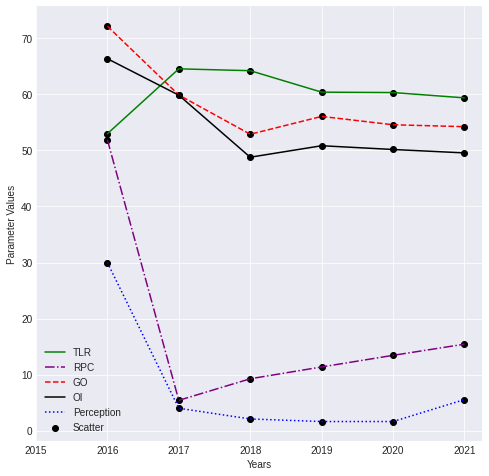 70
60
50
40
30
20
10
0
Parameter Values
TLR
RPC
GO
OI
Perception
Scatter
2015 2016 2017 2018 2019 2020 2021
Years